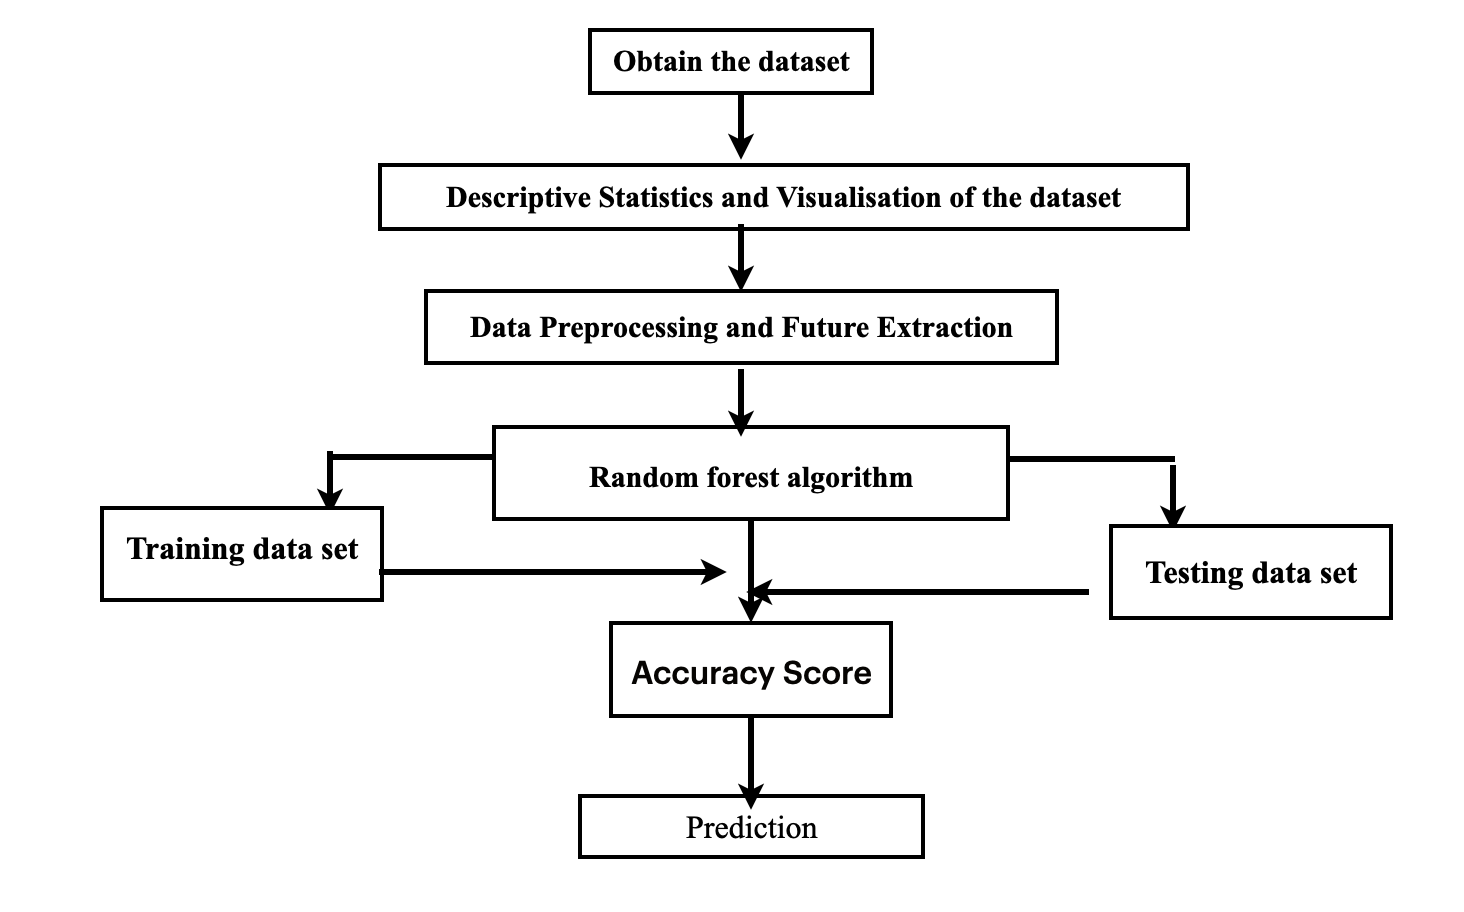 Obtain the dataset
Descriptive Statistics and Visualisation of the dataset
Data Preprocessing and Future Extraction
Random forest algorithm
Training data set
Testing data set
Accuracy Score
Prediction